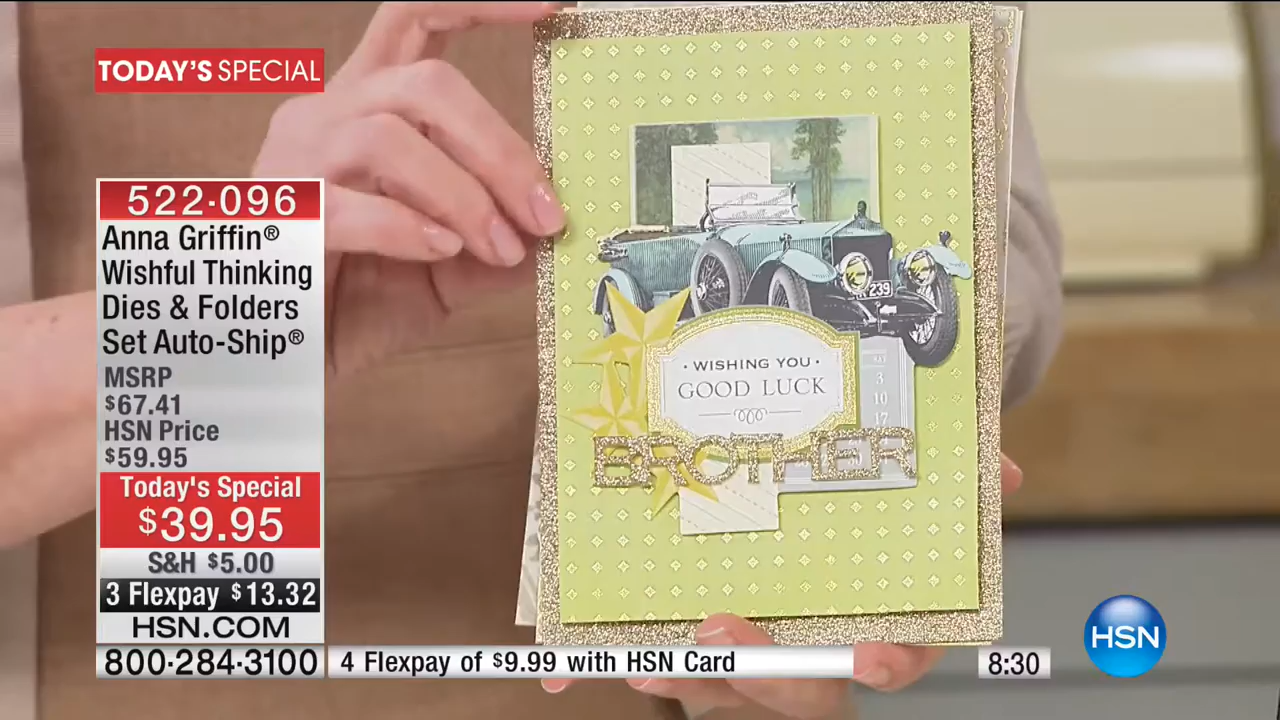 TODAY'S SPECIAL
522-096
Anna Griffin®
Wishful Thinking
Dies & Folders
Set Auto-Ship®
MSRP
$67.41
HSN Price
$59.95
Today's Special
$39.95
S&H $5.00
3 Flexpay $13.32
HSN.COM
800-284-3100
4 Flexpay of $9.99 with HSN Card
8:30
HSN
239
• WISHING YOU •
GOOD LUCK
BROTHER
3
10
17